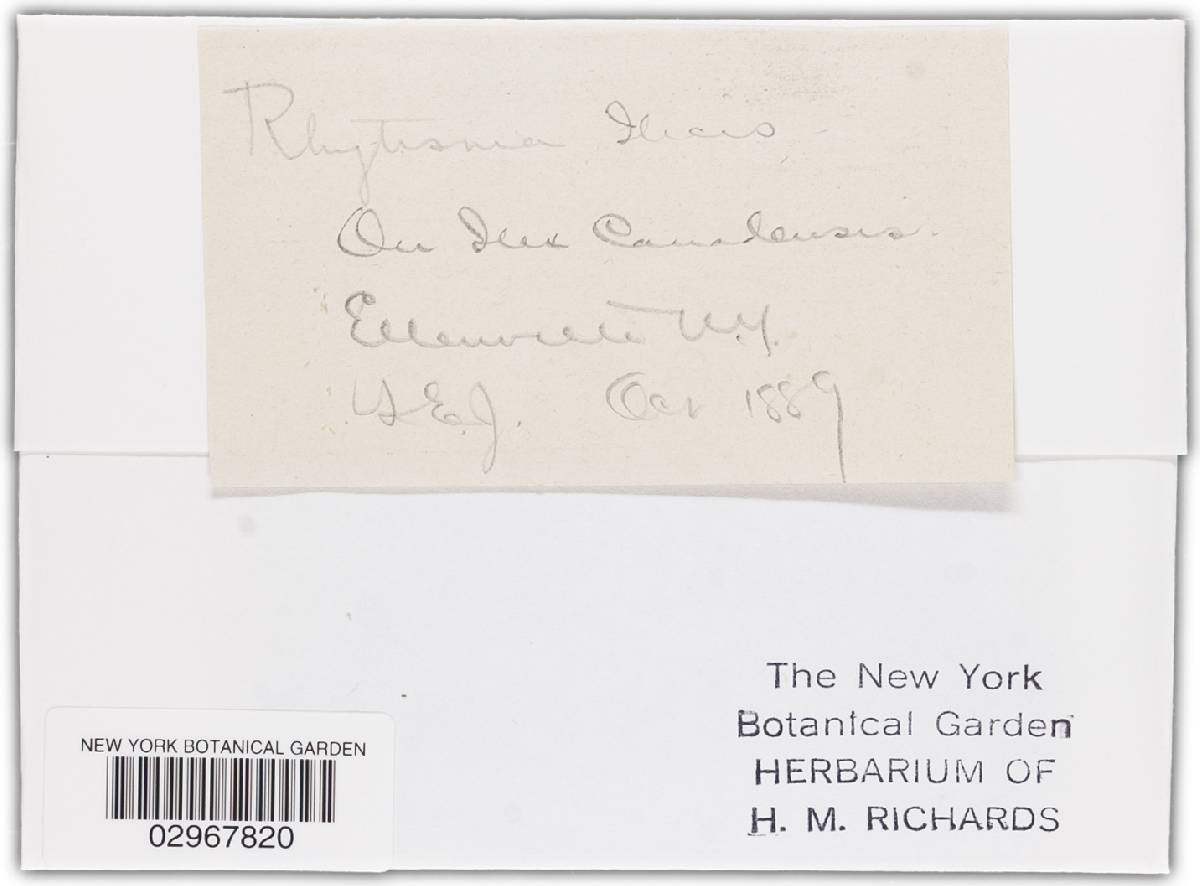 Rhytisma Ilicis
On Ilex Canadensis.
Ellenville N.Y.
E.J. Oct 1889
The New York
Botanical Garden
HERBARIUM OF
H. M. RICHARDS
NEW YORK BOTANICAL GARDEN
02967820